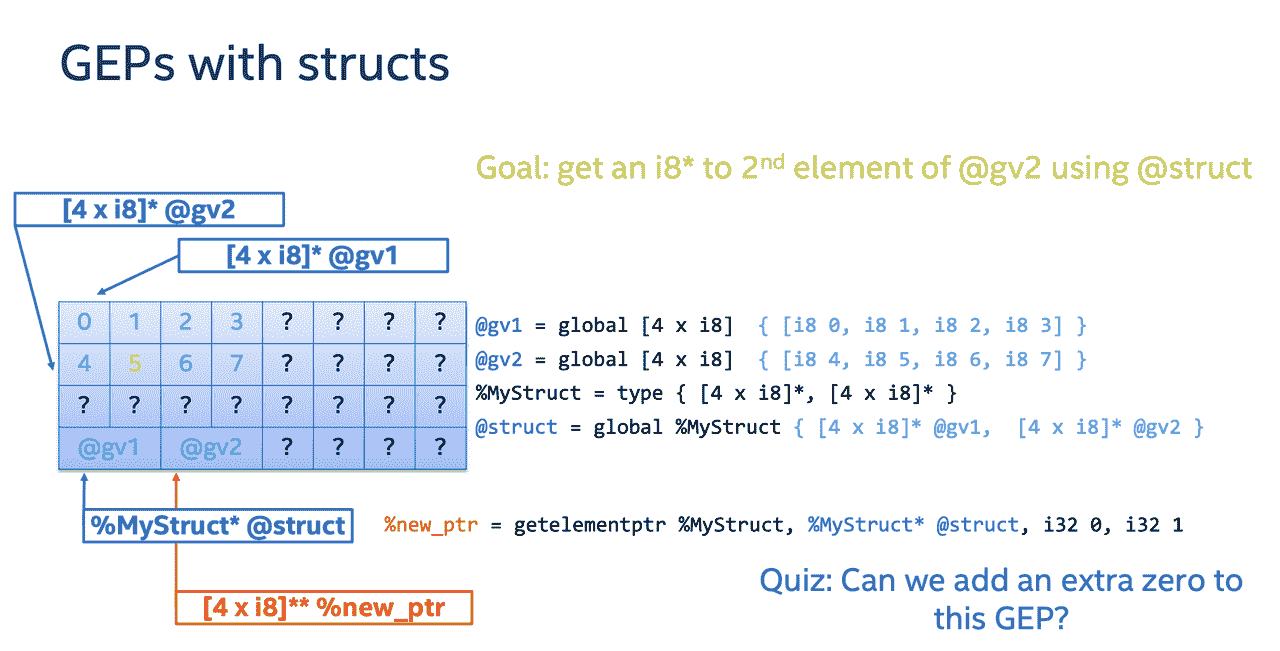 GEPs with structs
Goal: get an i8* to 2nd element of @gv2 using @struct
[4 x i8]* @gv2
[4 x i8]* @gv1
0 1 2 3 ? ? ? ?
@gv1 = global [4 x i8] { [i8 0, i8 1, i8 2, i8 3] }
4 5 6 7 ? ? ? ?
@gv2 = global [4 x i8] { [i8 4, i8 5, i8 6, i8 7] }
? ? ? ? ? ? ? ?
%MyStruct = type { [4 x i8]*, [4 x i8]* }
@gv1 @gv2 ? ? ? ?
@struct = global %MyStruct { [4 x i8]* @gv1, [4 x i8]* @gv2 }
%MyStruct* @struct
%new_ptr = getelementptr %MyStruct, %MyStruct* @struct, i32 0, i32 1
[4 x i8]** %new_ptr
Quiz: Can we add an extra zero to
this GEP?